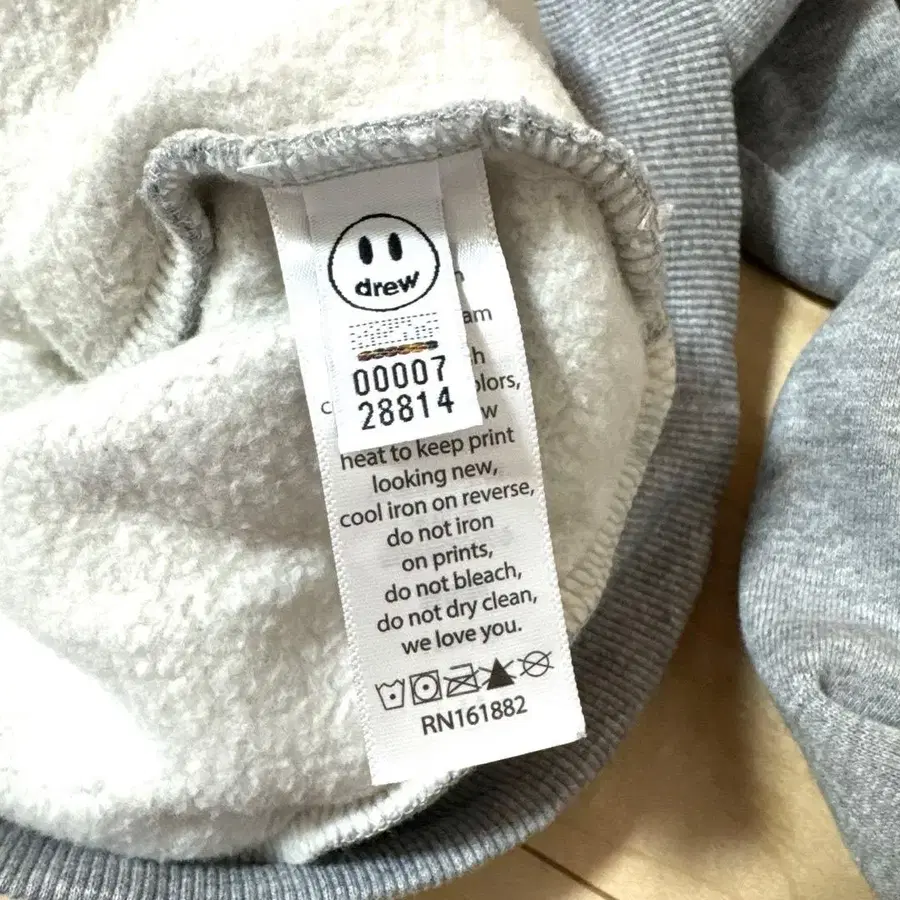 drew
00007
28814
am
heat to keep print
looking new,
cool iron on reverse,
do not iron
on prints,
do not bleach,
do not dry clean,
we love you.
RN161882